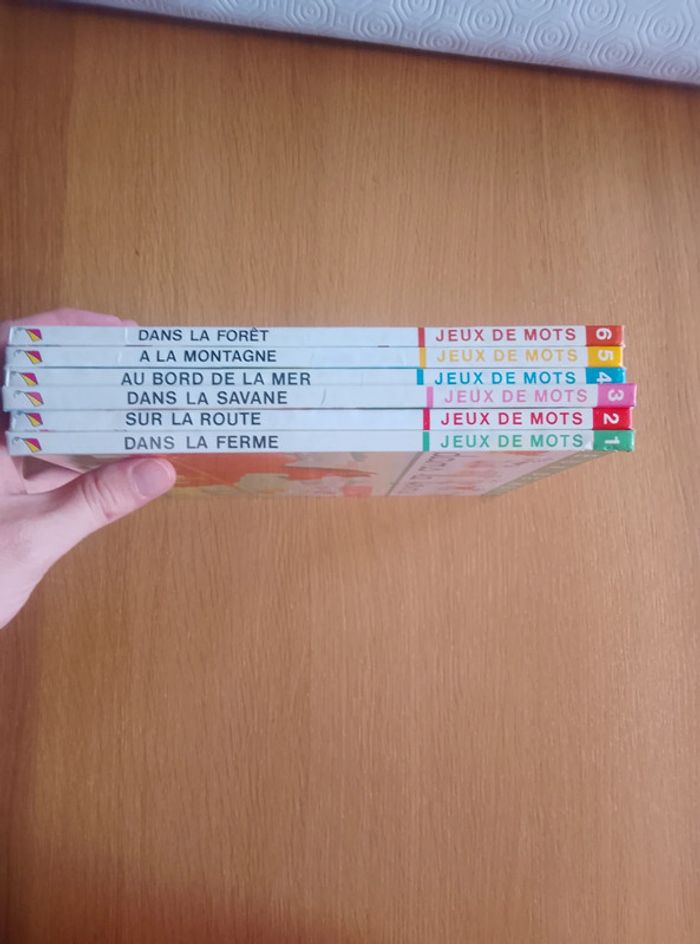 DANS LA FORÊT JEUX DE MOTS 6
A LA MONTAGNE JEUX DE MOTS 5
AU BORD DE LA MER JEUX DE MOTS 4
DANS LA SAVANE JEUX DE MOTS 3
SUR LA ROUTE JEUX DE MOTS 2
DANS LA FERME JEUX DE MOTS 1